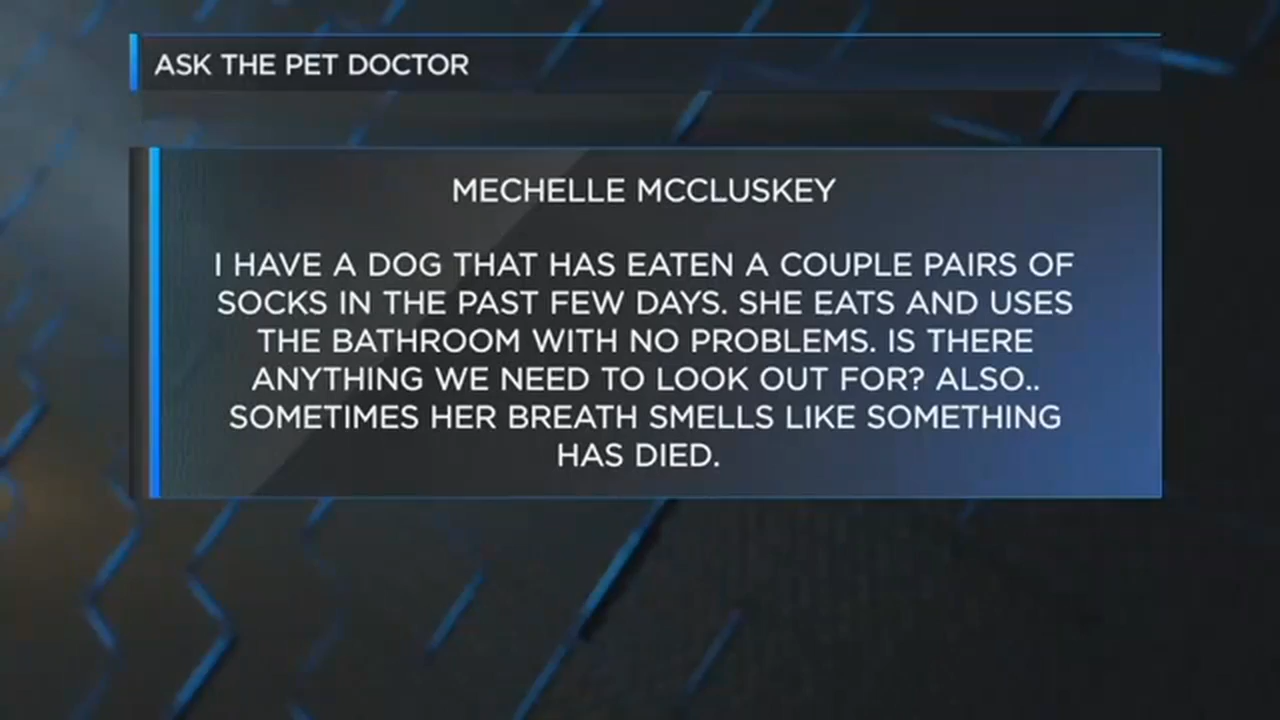 ASK THE PET DOCTOR
MECHELLE MCCLUSKEY
I HAVE A DOG THAT HAS EATEN A COUPLE PAIRS OF
SOCKS IN THE PAST FEW DAYS. SHE EATS AND USES
THE BATHROOM WITH NO PROBLEMS. IS THERE
ANYTHING WE NEED TO LOOK OUT FOR? ALSO..
SOMETIMES HER BREATH SMELLS LIKE SOMETHING
HAS DIED.